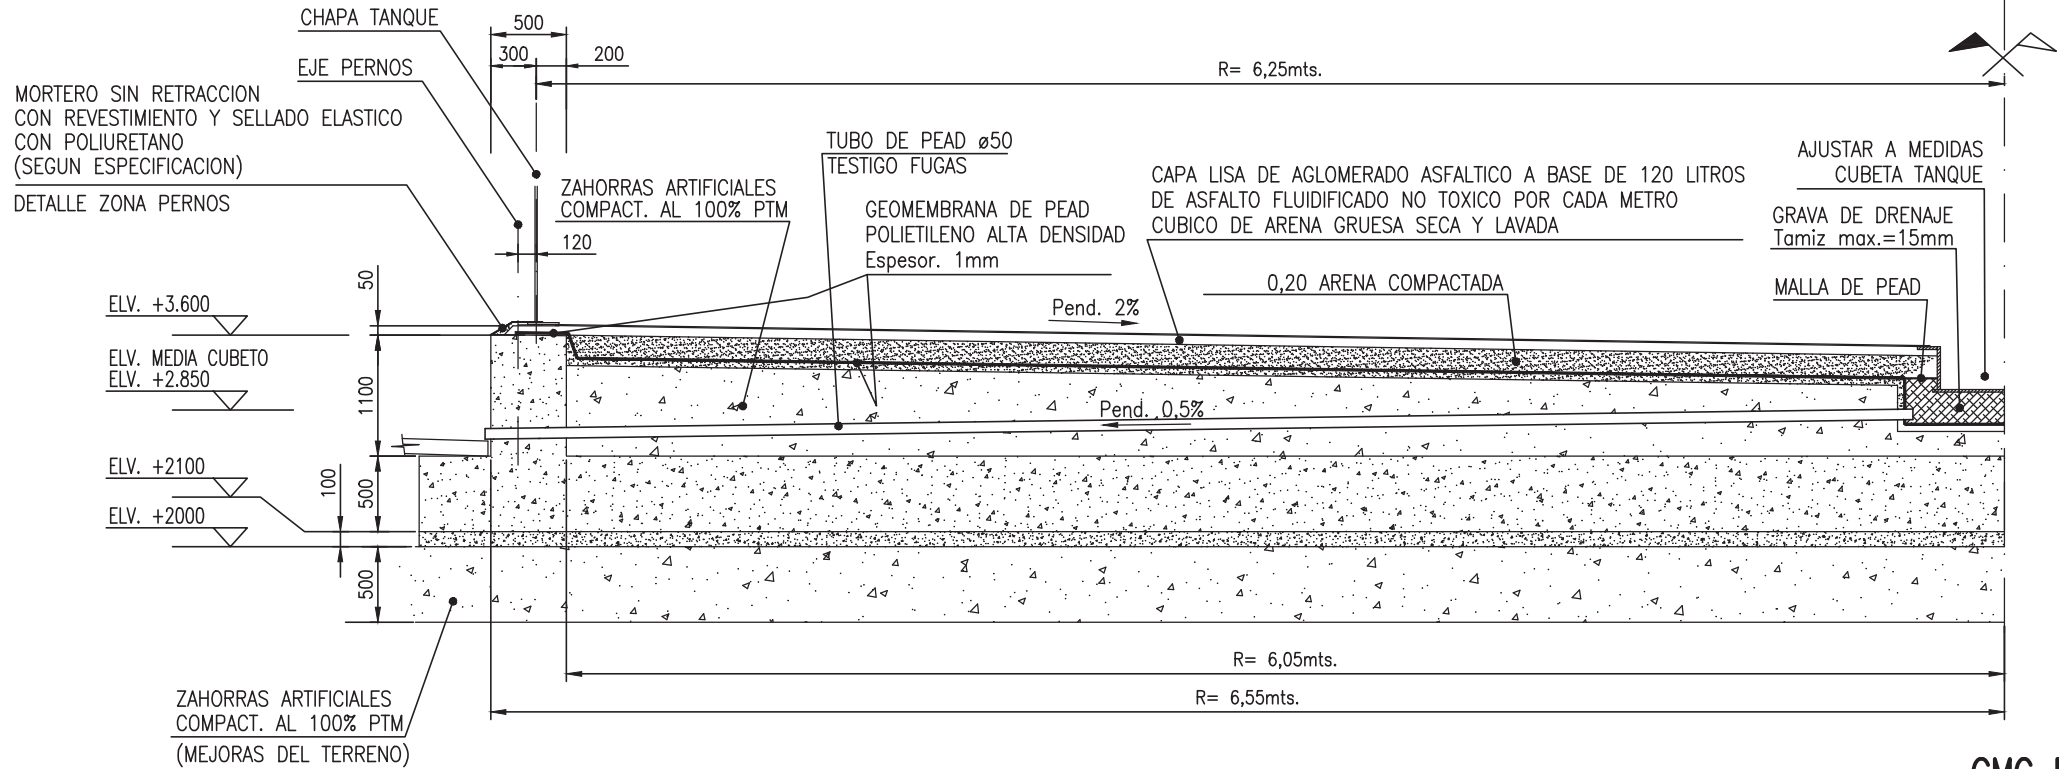 CHAPA TANQUE
500
300
200
EJE PERNOS
R= 6,25mts.
MORTERO SIN RETRACCION
CON REVESTIMIENTO Y SELLADO ELASTICO
CON POLIURETANO
(SEGUN ESPECIFICACION)
DETALLE ZONA PERNOS
TUBO DE PEAD ø50
TESTIGO FUGAS
ZAHORRAS ARTIFICIALES
COMPACT. AL 100% PTM
GEOMEMBRANA DE PEAD
POLIETILENO ALTA DENSIDAD
Espesor. 1mm
CAPA LISA DE AGLOMERADO ASFALTICO A BASE DE 120 LITROS
DE ASFALTO FLUIDIFICADO NO TOXICO POR CADA METRO
CUBICO DE ARENA GRUESA SECA Y LAVADA
AJUSTAR A MEDIDAS
CUBETA TANQUE
GRAVA DE DRENAJE
Tamiz max.=15mm
MALLA DE PEAD
120
0,20 ARENA COMPACTADA
50
ELV. +3.600
Pend. 2%
ELV. MEDIA CUBETO
ELV. +2.850
1100
Pend. 0,5%
ELV. +2100
100
500
ELV. +2000
500
R= 6,05mts.
R= 6,55mts.
ZAHORRAS ARTIFICIALES
COMPACT. AL 100% PTM
(MEJORAS DEL TERRENO)